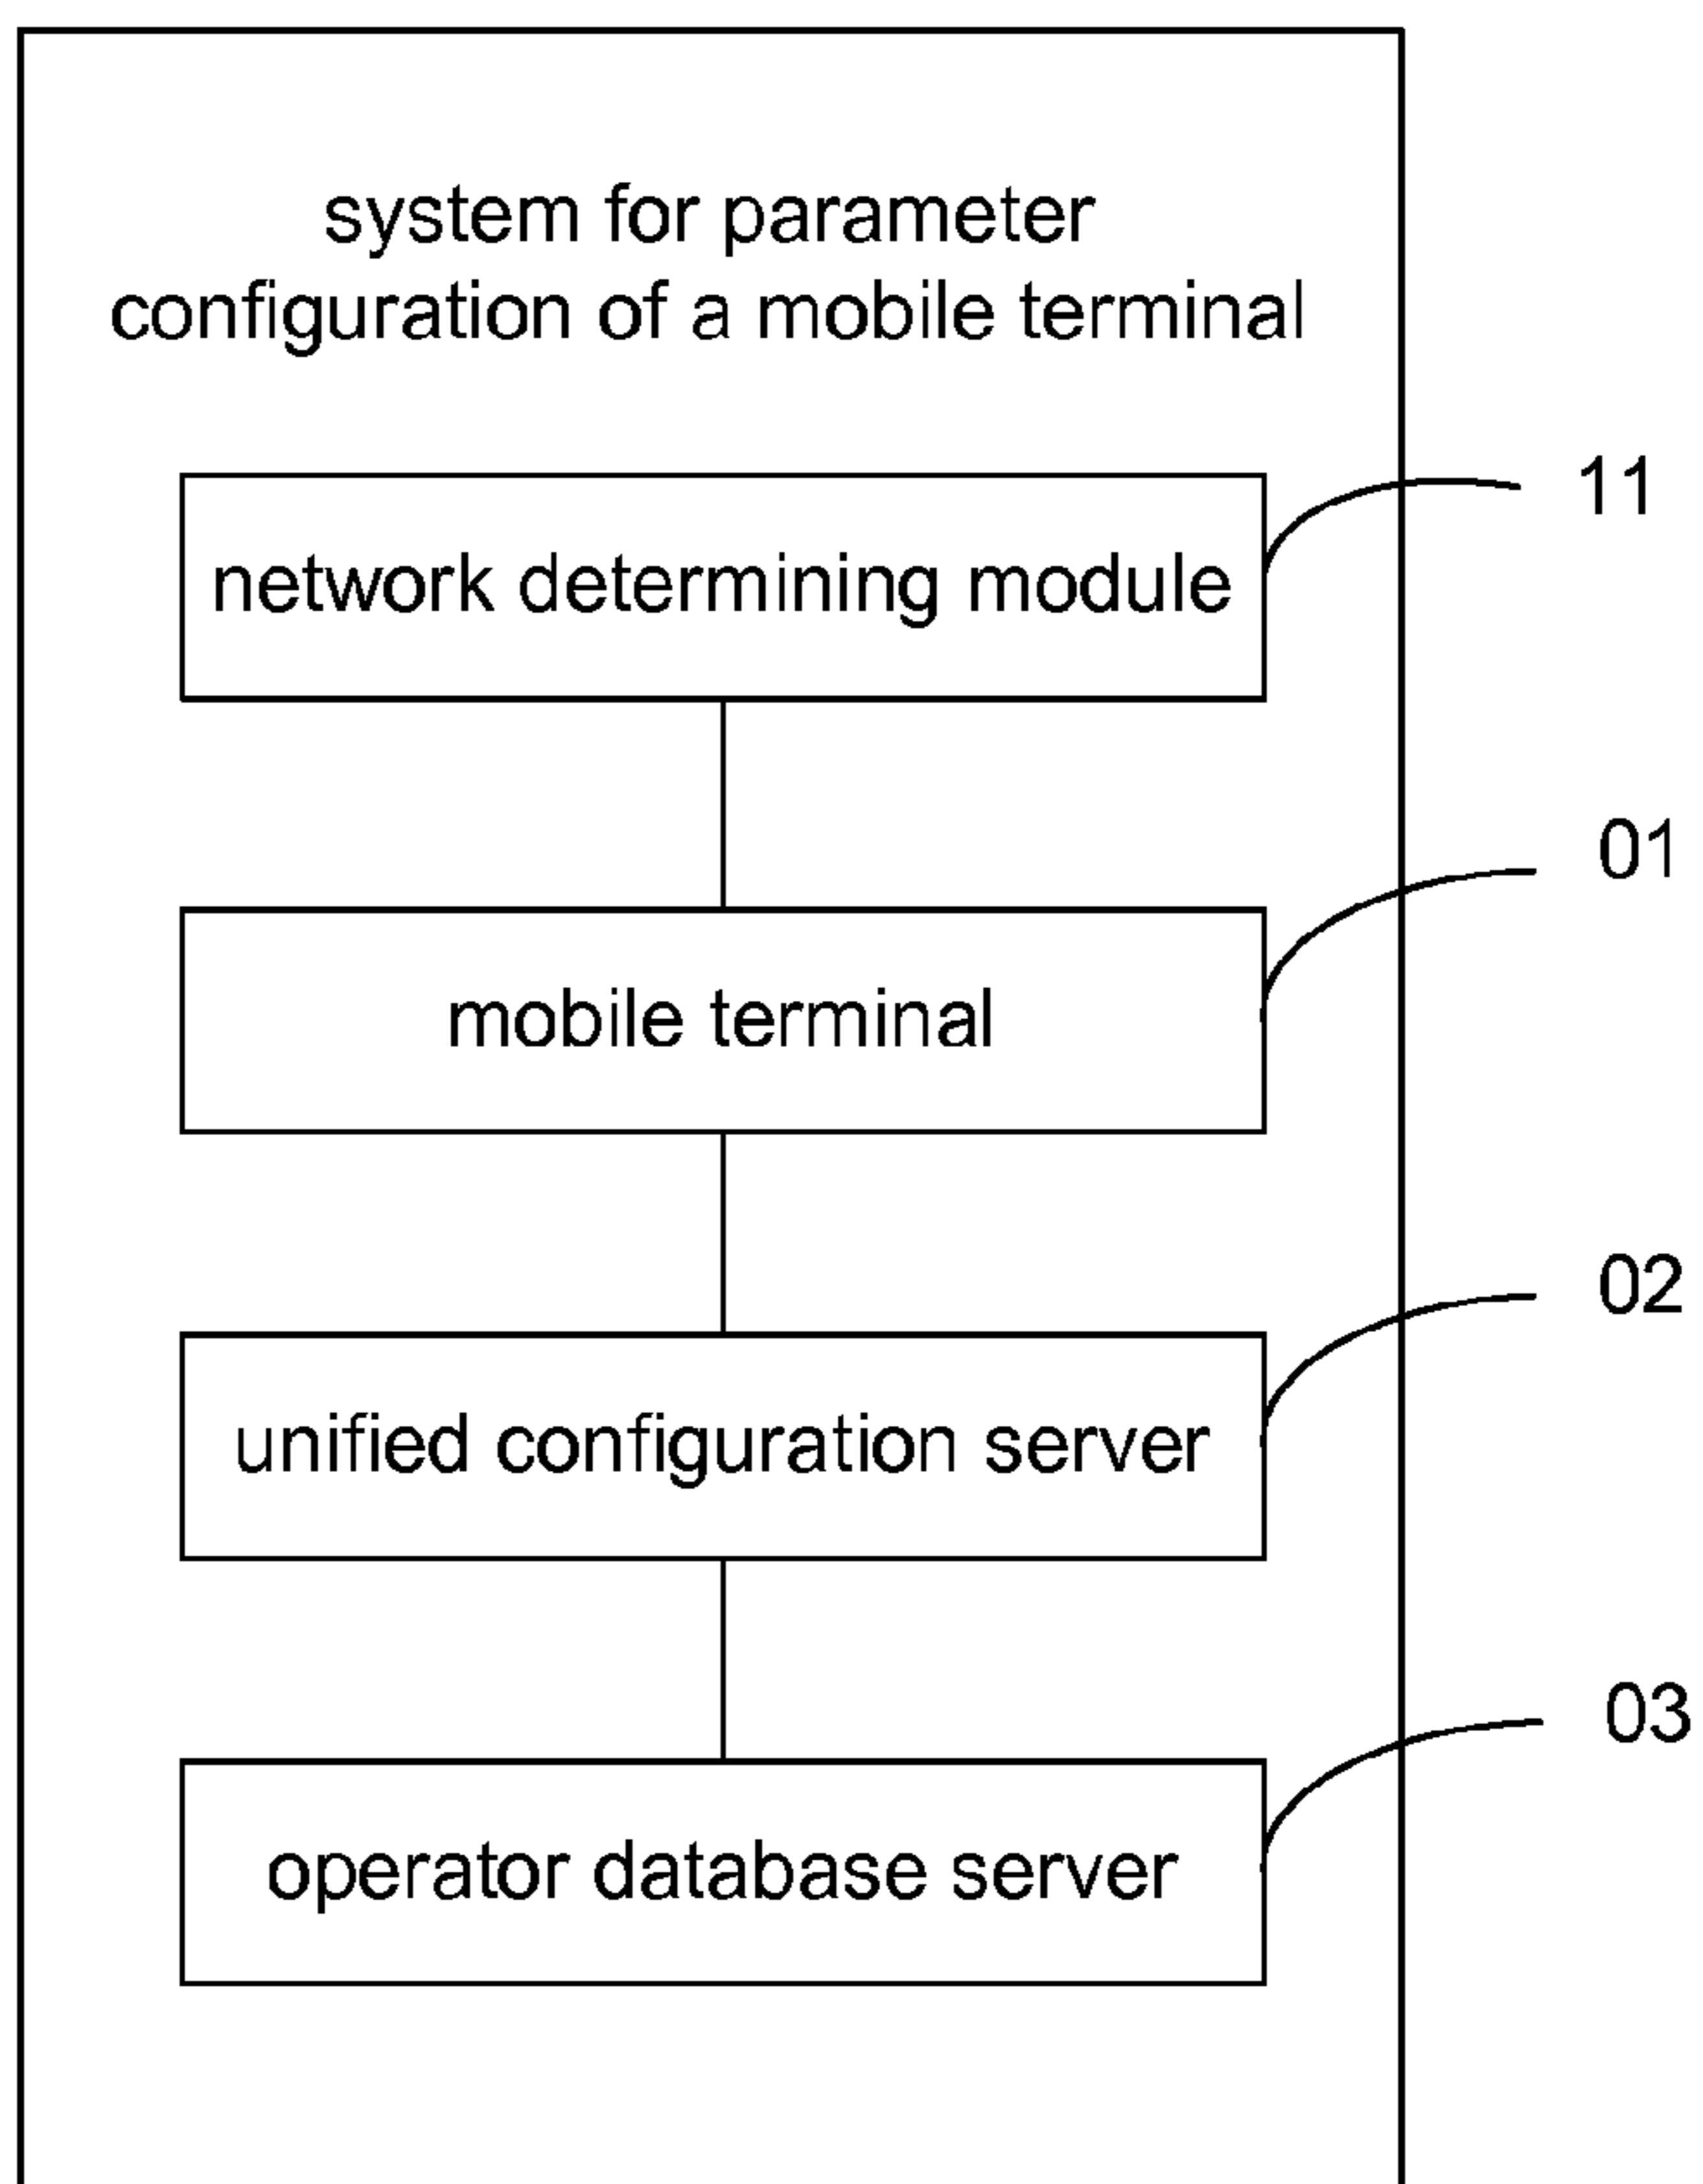 system for parameter
configuration of a mobile terminal
11
network determining module
01
mobile terminal
02
unified configuration server
03
operator database server